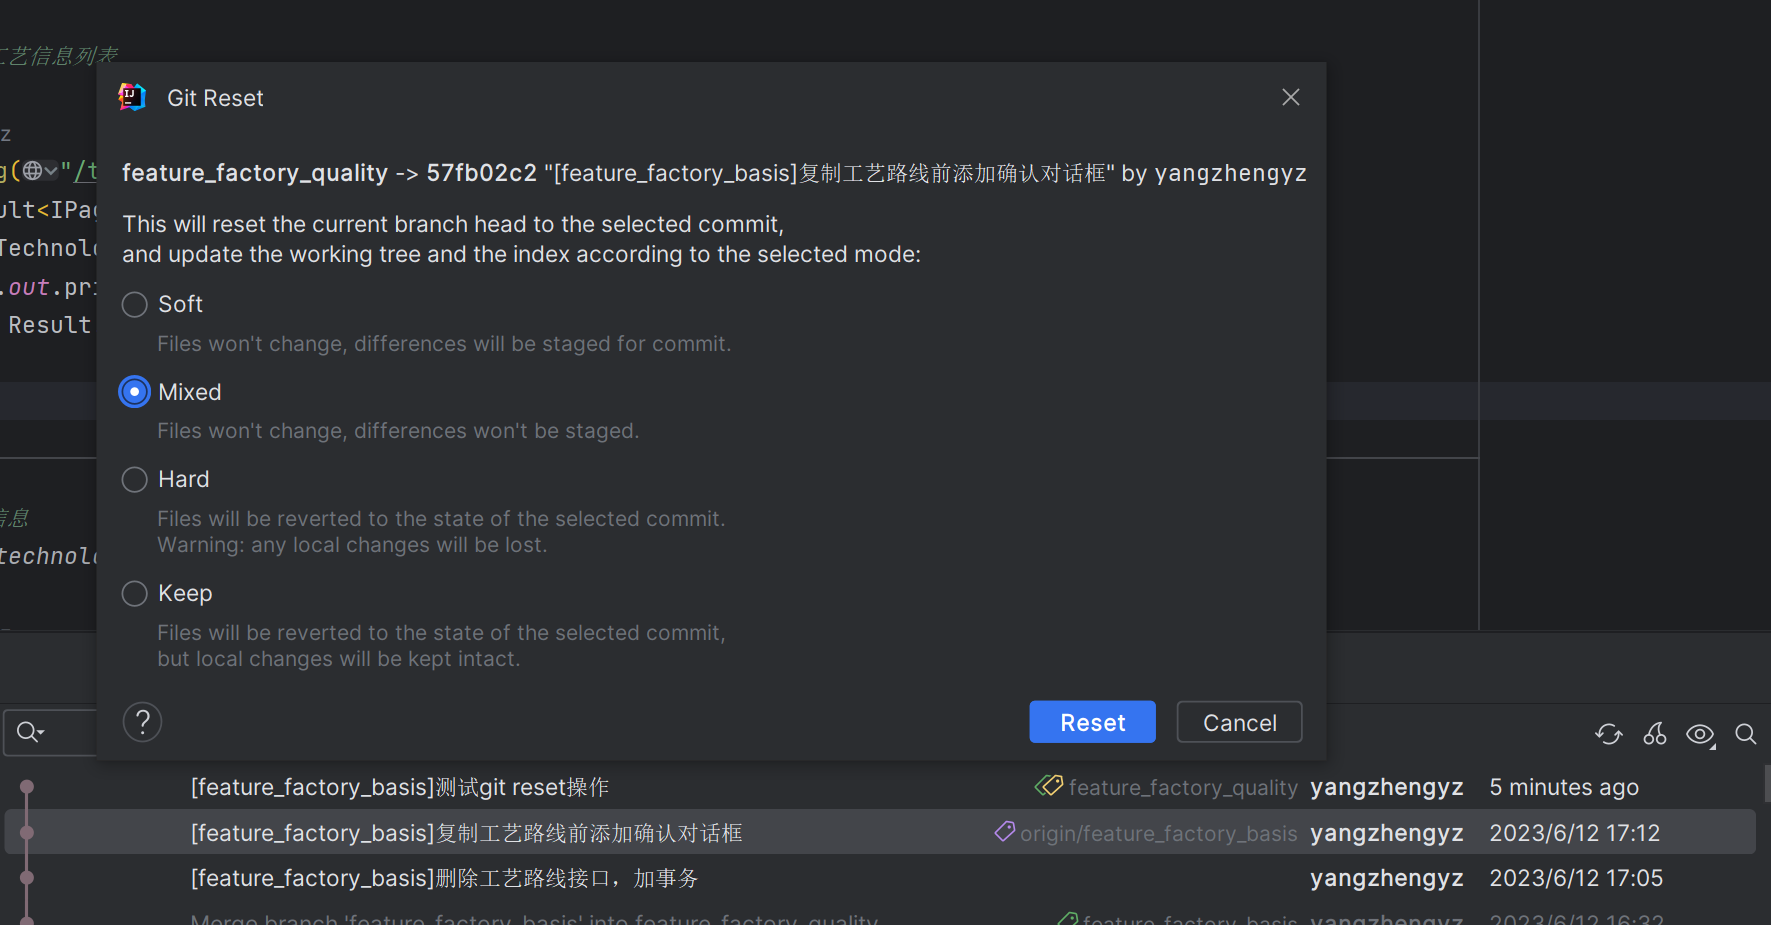 工艺信息列表
Git Reset
z
g("/t
feature_factory_quality -> 57fb02c2 "[feature_factory_basis]复制工艺路线前添加确认对话框" by yangzhengyz
ult<IPag
This will reset the current branch head to the selected commit,
Technolo
and update the working tree and the index according to the selected mode:
.out.pri
Soft
Result
Files won't change, differences will be staged for commit.
Mixed
Files won't change, differences won't be staged.
Hard
信息
Files will be reverted to the state of the selected commit.
Warning: any local changes will be lost.
technolo
Keep
Files will be reverted to the state of the selected commit,
but local changes will be kept intact.
?
Reset
Cancel
[feature_factory_basis]测试git reset操作 feature_factory_quality yangzhengyz 5 minutes ago
[feature_factory_basis]复制工艺路线前添加确认对话框 origin/feature_factory_basis yangzhengyz 2023/6/12 17:12
[feature_factory_basis]删除工艺路线接口，加事务 yangzhengyz 2023/6/12 17:05
Merge branch 'feature_factory_basis' into feature_factory_quality feature_factory_basis yangzhengyz 2023/6/12 16:32